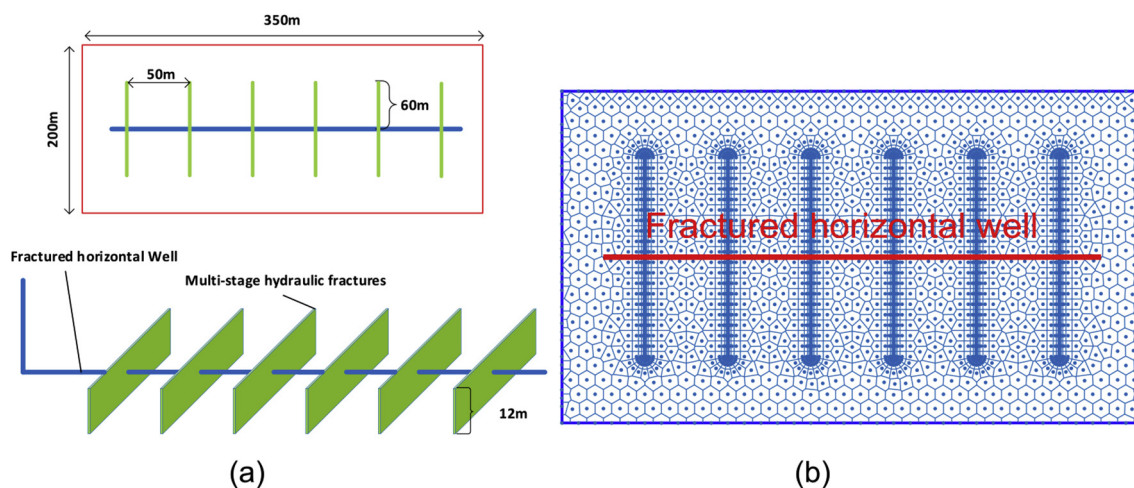 350m
50m
60m
200m
Fractured horizontal Well
Multi-stage hydraulic fractures
12m
(a)
Fractured horizontal well
(b)